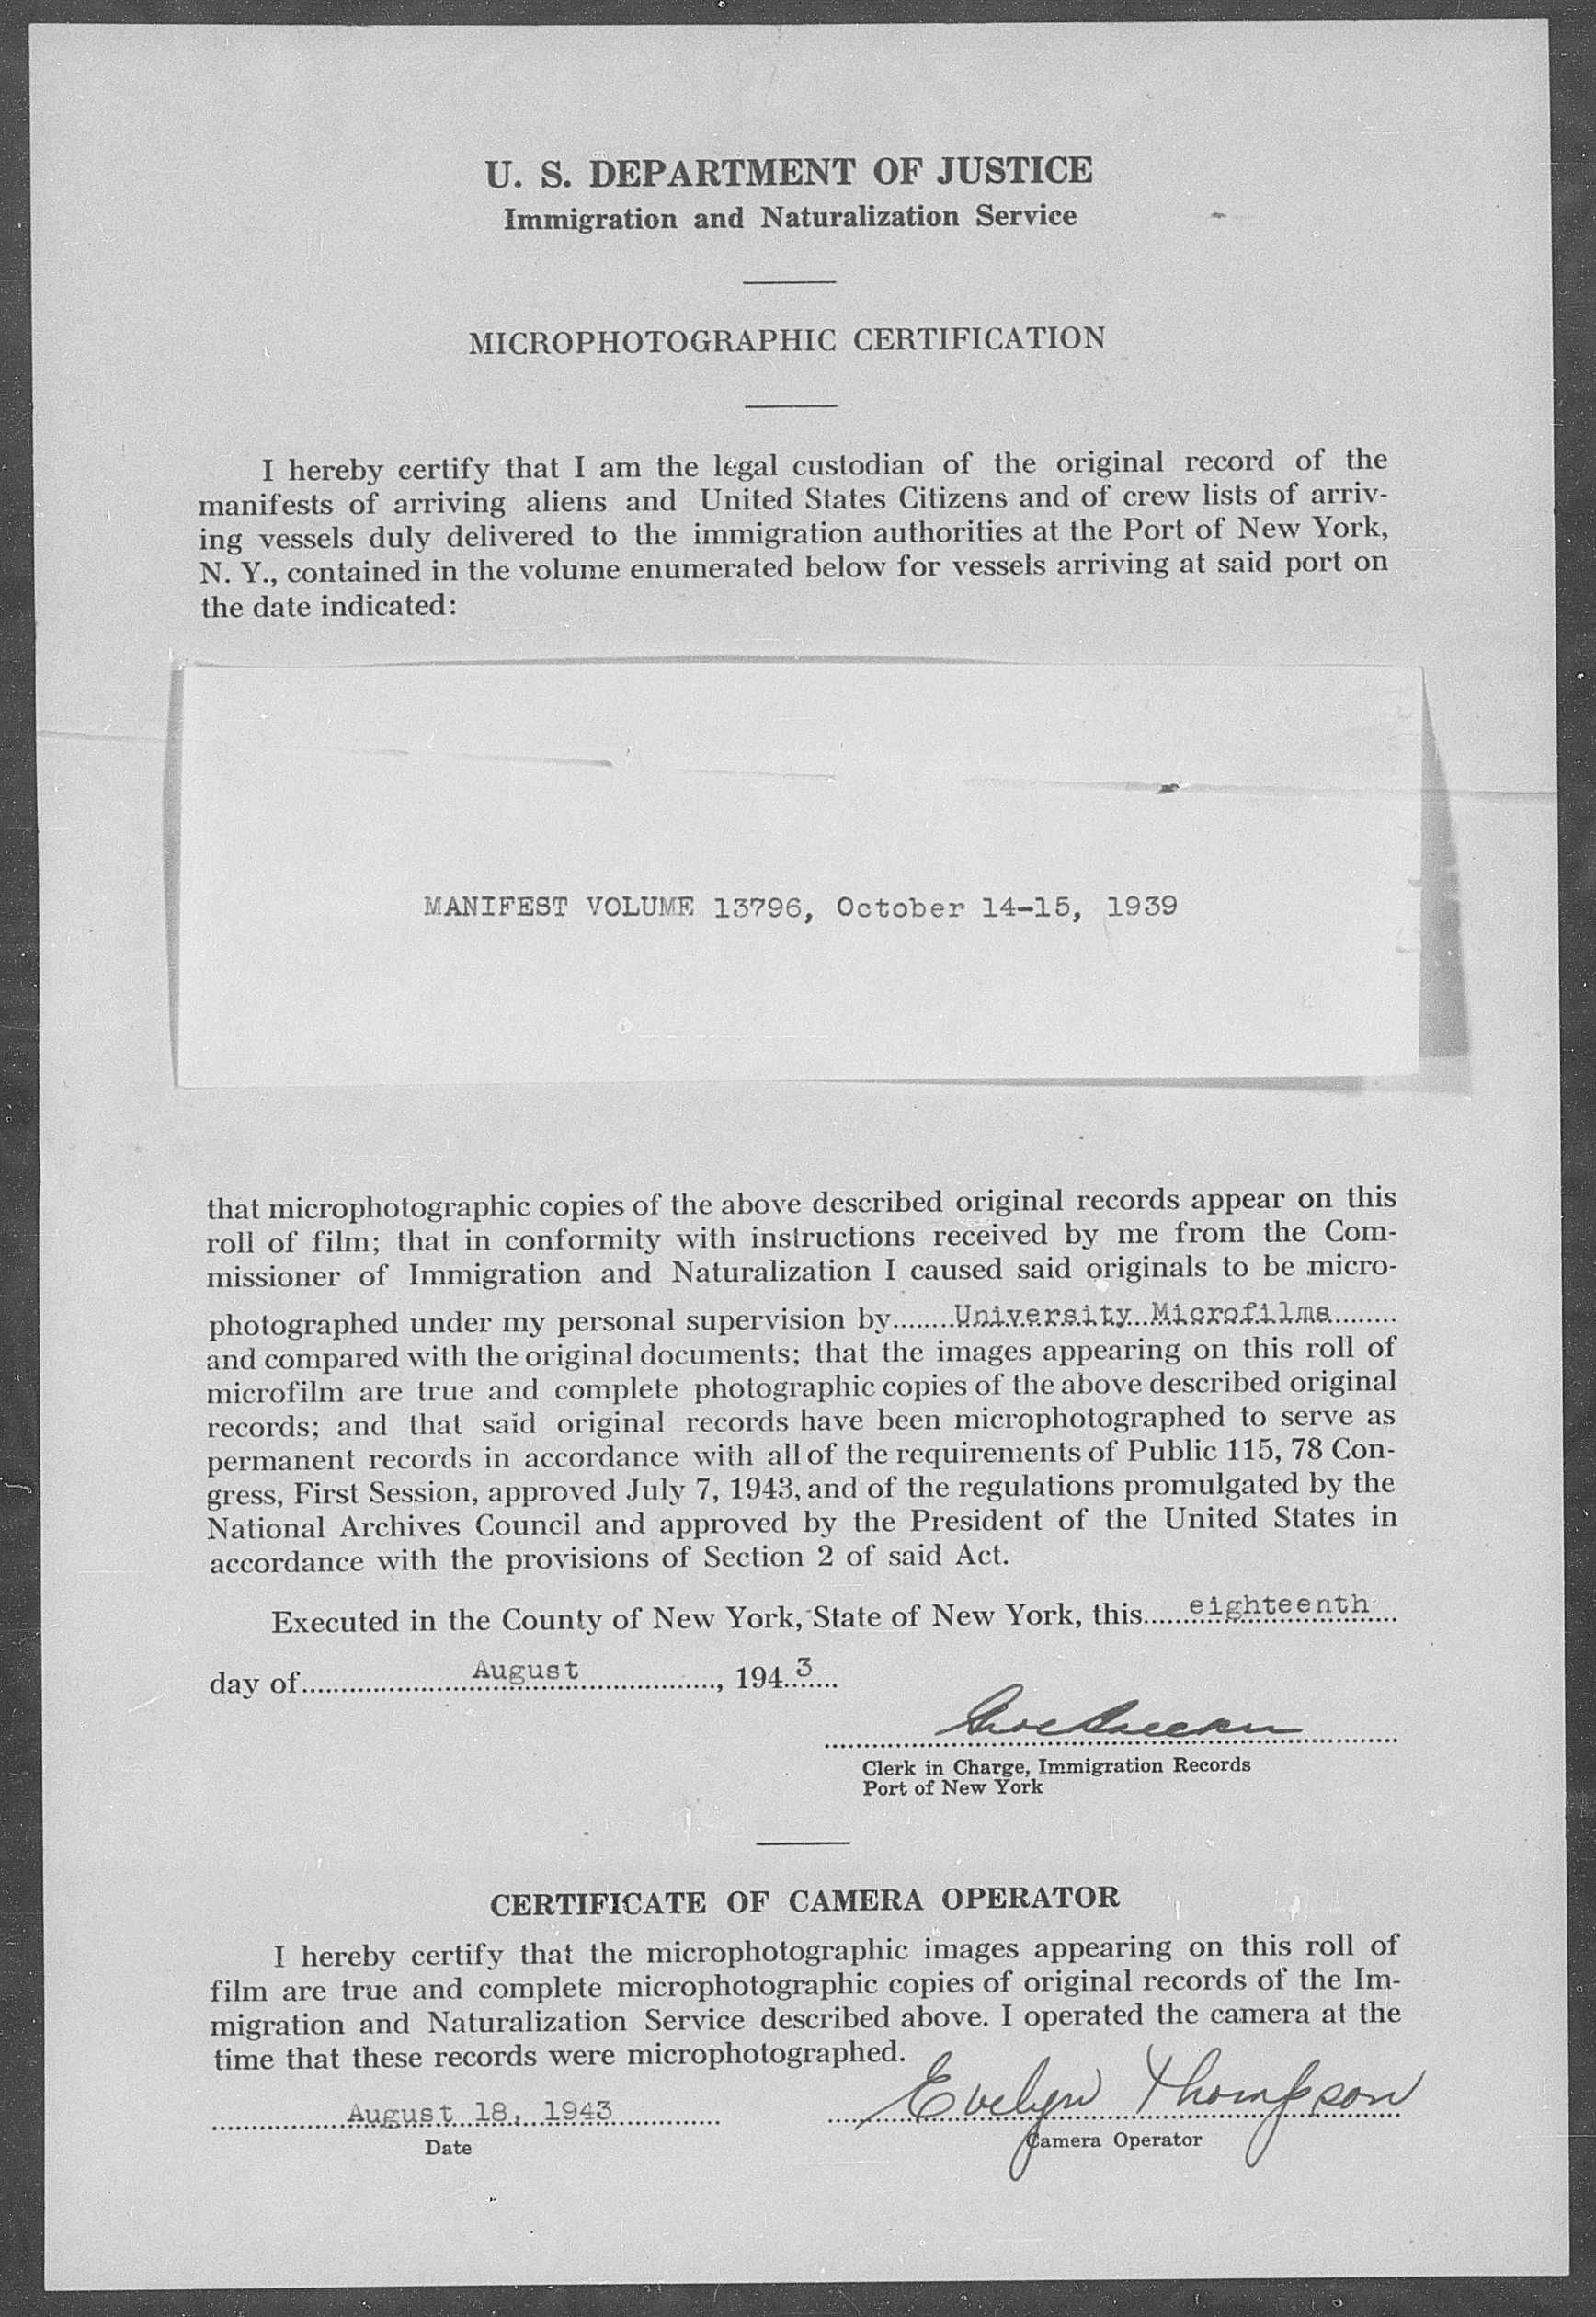 U. S. DEPARTMENT OF JUSTICE
Immigration and Naturalization Service
MICROPHOTOGRAPHIC CERTIFICATION
I hereby certify that I am the legal custodian of the original record of the
manifests of arriving aliens and United States Citizens and of crew lists of arriv-
ing vessels duly delivered to the immigration authorities at the Port of New York,
N. Y., contained in the volume enumerated below for vessels arriving at said port on
the date indicated:
MANIFEST VOLUME 13796, October 14-15, 1939
that microphotographic copies of the above described original records appear on this
roll of film; that in conformity with instructions received by me from the Com-
missioner of Immigration and Naturalization I caused said originals to be micro-
photographed under my personal supervision by........University Microfilms.........
and compared with the original documents; that the images appearing on this roll of
microfilm are true and complete photographic copies of the above described original
records; and that said original records have been microphotographed to serve as
permanent records in accordance with all of the requirements of Public 115, 78 Con-
gress, First Session, approved July 7, 1943, and of the regulations promulgated by the
National Archives Council and approved by the President of the United States in
accordance with the provisions of Section 2 of said Act.
Executed in the County of New York, State of New York, this......eighteenth...
day of......................August......................, 194.3....
Clerk in Charge, Immigration Records
Port of New York
CERTIFICATE OF CAMERA OPERATOR
I hereby certify that the microphotographic images appearing on this roll of
film are true and complete microphotographic copies of original records of the Im-
migration and Naturalization Service described above. I operated the camera at the
time that these records were microphotographed.
August 18, 1943 Evelyn Thompson
Date Camera Operator